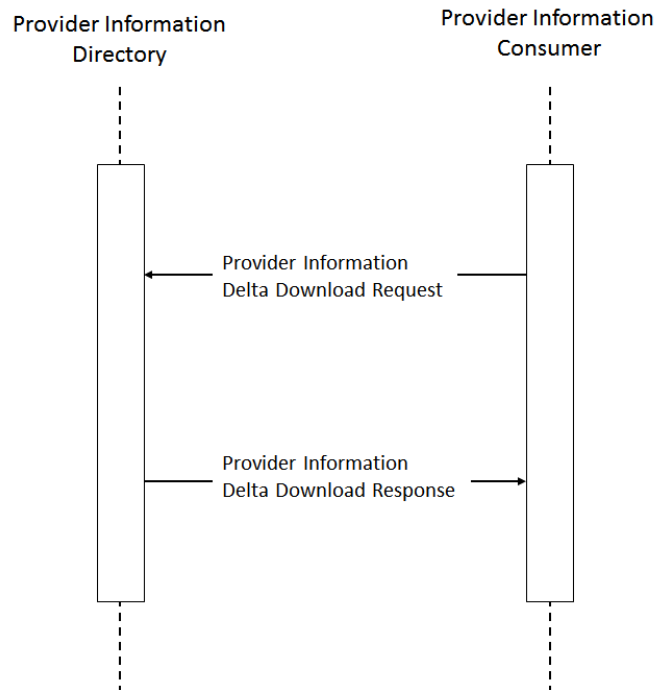 Provider Information
Directory
Provider Information
Consumer
Provider Information
Delta Download Request
Provider Information
Delta Download Response